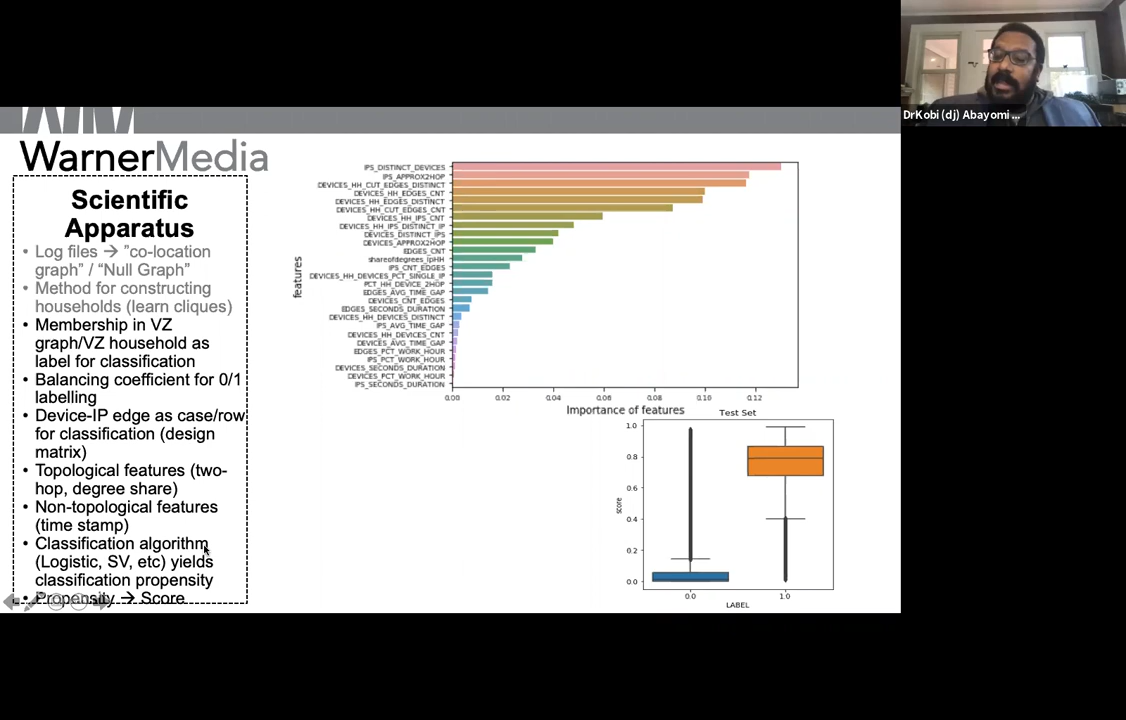 DrKobi (dj) Abayomi ...
WarnerMedia
Scientific
Apparatus
• Log files → "co-location
graph" / "Null Graph"
• Method for constructing
households (learn cliques)
• Membership in VZ
graph/VZ household as
label for classification
• Balancing coefficient for 0/1
labelling
• Device-IP edge as case/row
for classification (design
matrix)
• Topological features (two-
hop, degree share)
• Non-topological features
(time stamp)
• Classification algorithm
(Logistic, SV, etc) yields
classification propensity
• Propensity → Score
features
IPS_DISTINCT_DEVICES
IPS_APPROX2HOP
DEVICES_HH_CUT_EDGES_DISTINCT
DEVICES_HH_EDGES_CNT
DEVICES_HH_EDGES_DISTINCT
DEVICES_HH_CUT_EDGES_CNT
DEVICES_HH_IPS_CNT
DEVICES_HH_IPS_DISTINCT_IP
DEVICES_DISTINCT_IPS
DEVICES_APPROX2HOP
EDGES_CNT
shareofdegrees_ipHH
IPS_CNT_EDGES
DEVICES_HH_DEVICES_PCT_SINGLE_IP
PCT_HH_DEVICE_2HOP
EDGES_AVG_TIME_GAP
DEVICES_CNT_EDGES
EDGES_SECONDS_DURATION
DEVICES_HH_DEVICES_DISTINCT
IPS_AVG_TIME_GAP
DEVICES_HH_DEVICES_CNT
DEVICES_AVG_TIME_GAP
EDGES_PCT_WORK_HOUR
IPS_PCT_WORK_HOUR
DEVICES_SECONDS_DURATION
DEVICES_PCT_WORK_HOUR
IPS_SECONDS_DURATION
0.00 0.02 0.04 0.06 0.08 0.10 0.12
Importance of features
Test Set
score
1.0
0.8
0.6
0.4
0.2
0.0
0.0 1.0
LABEL